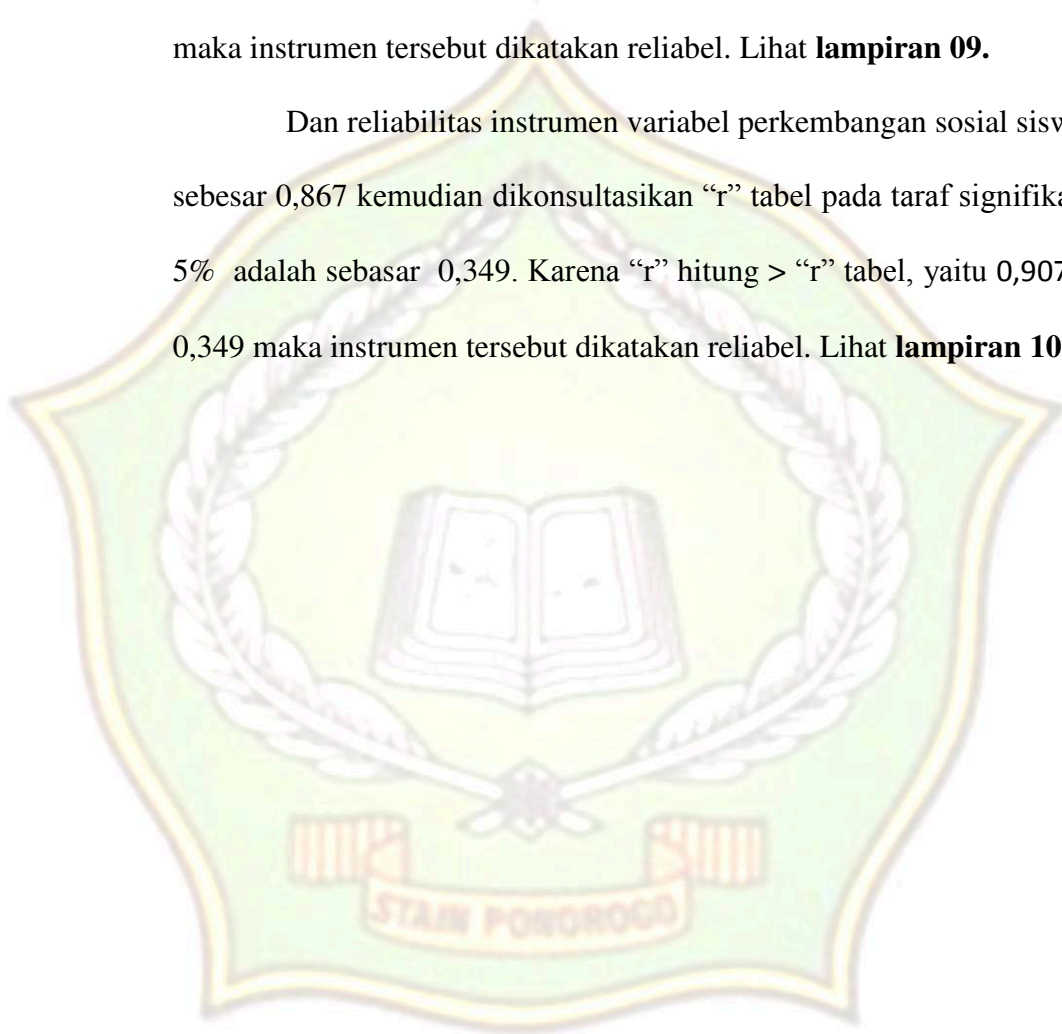 maka instrumen tersebut dikatakan reliabel. Lihat lampiran 09.
Dan reliabilitas instrumen variabel perkembangan sosial sisw
sebesar 0,867 kemudian dikonsultasikan “r” tabel pada taraf signifika
5% adalah sebasar 0,349. Karena “r” hitung > “r” tabel, yaitu 0,907
0,349 maka instrumen tersebut dikatakan reliabel. Lihat lampiran 10
STAIN PONOROGO